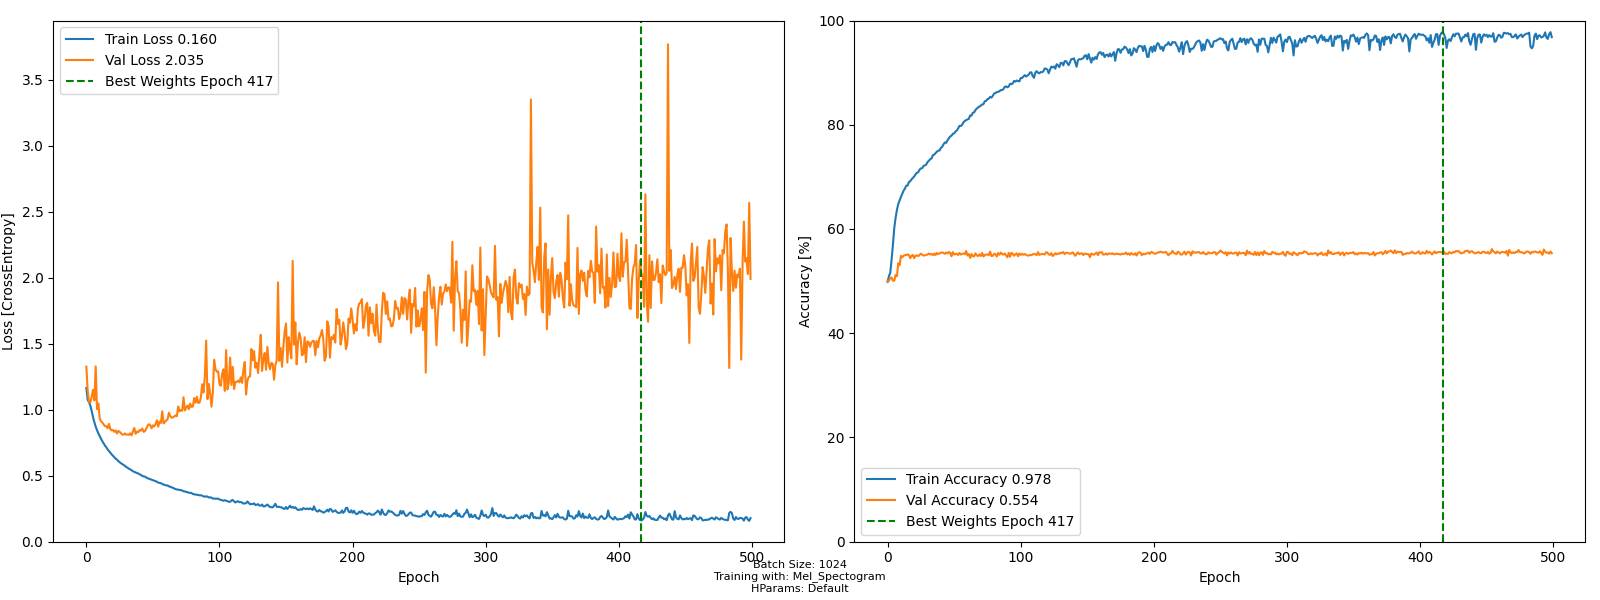 Train Loss 0.160
Val Loss 2.035
Best Weights Epoch 417
Loss [CrossEntropy]
3.5
3.0
2.5
2.0
1.5
1.0
0.5
0.0
0 100 200 300 400 500
Epoch
Accuracy [%]
100
80
60
40
20
0
Train Accuracy 0.978
Val Accuracy 0.554
Best Weights Epoch 417
0 100 200 300 400 500
Epoch
Batch Size: 1024
Training with: Mel_Spectogram
HParams: Default